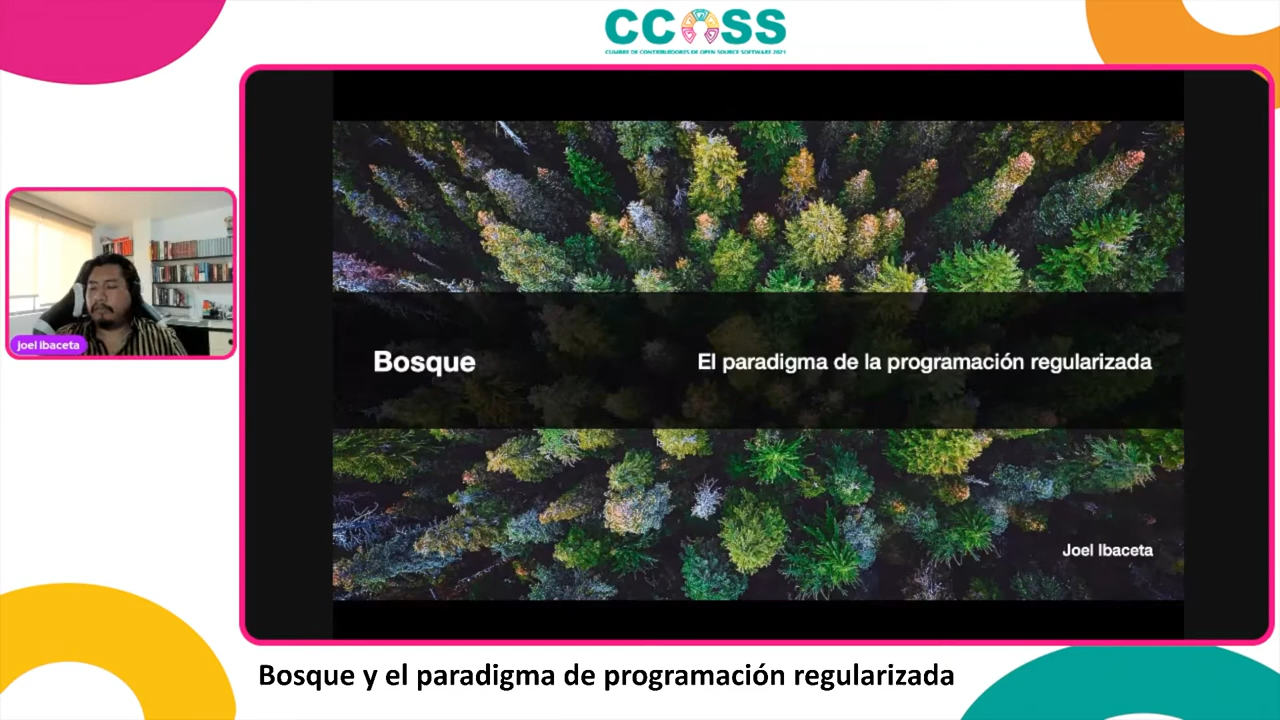 CCOSS
CUMBRE DE CONTRIBUIDORES DE OPEN SOURCE SOFTWARE 2021
joel ibaceta
Bosque
El paradigma de la programación regularizada
Joel Ibaceta
Bosque y el paradigma de programación regularizada